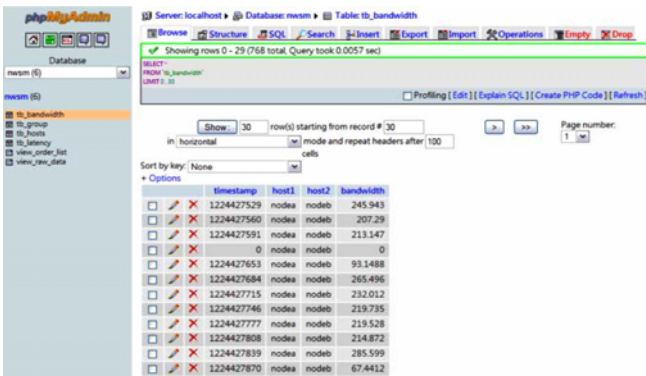 phpMyAdmin
Database
nwsm (6)
nwsm (6)
tb_bandwidth
tb_group
tb_hosts
tb_latency
view_order_list
view_raw_data
Server: localhost ▸ Database: nwsm ▸ Table: tb_bandwidth
Browse Structure SQL Search Insert Export Import Operations Empty Drop
Showing rows 0 - 29 (768 total, Query took 0.0057 sec)
SELECT *
FROM `tb_bandwidth`
LIMIT 0, 30
Profiling [ Edit ] [ Explain SQL ] [ Create PHP Code ] [ Refresh ]
Show : 30 row(s) starting from record # 30 > >> Page number:
in horizontal mode and repeat headers after 100 1
cells
Sort by key: None
+ Options
timestamp host1 host2 bandwidth
1224427529 nodea nodeb 245.943
1224427560 nodea nodeb 207.29
1224427591 nodea nodeb 213.147
0 nodea nodeb 0
1224427653 nodea nodeb 93.1488
1224427684 nodea nodeb 265.496
1224427715 nodea nodeb 232.012
1224427746 nodea nodeb 219.735
1224427777 nodea nodeb 219.528
1224427808 nodea nodeb 214.872
1224427839 nodea nodeb 285.599
1224427870 nodea nodeb 67.4412